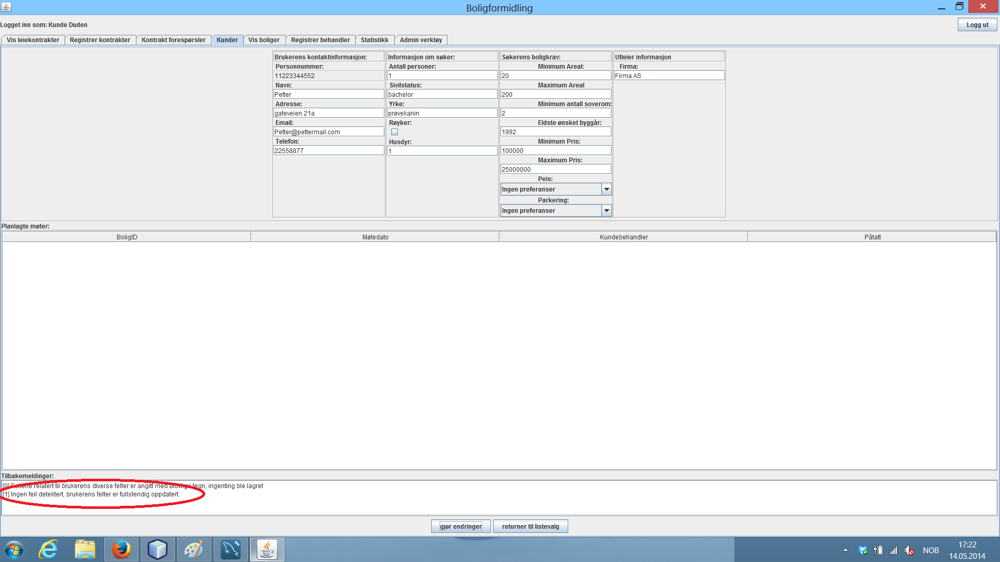 Boligformidling
Logget inn som: Kunde Duden
Logg ut
Vis leiekontrakter Registrer kontrakter Kontrakt forespørsler Kunder Vis boliger Registrer behandler Statistikk Admin verktøy
Brukerens kontaktinformasjon:
Personnummer:
11223344552
Navn:
Petter
Adresse:
gateveien 21a
Email:
Petter@pettermail.com
Telefon:
22558877
Informasjon om søker:
Antall personer:
1
Sivilstatus:
bachelor
Yrke:
prøvekanin
Røyker:
Husdyr:
1
Søkerens boligkrav:
Minimum Areal:
20
Maximum Areal
200
Minimum antall soverom:
2
Eldste ønsket byggår:
1992
Minimum Pris:
100000
Maximum Pris:
25000000
Peis:
Ingen preferanser
Parkering:
Ingen preferanser
Utleier informasjon
Firma:
Firma AS
Planlagte møter:
BoligID Møtedato Kundebehandler Påtatt
Tilbakemeldinger:
[0] Feltene relatert til brukerens diverse felter er angitt med ulovlige tegn, ingenting ble lagret
[1] Ingen feil detektert, brukerens felter er fullstendig oppdatert.
gjør endringer returner til listevalg
NOB
17:22
14.05.2014